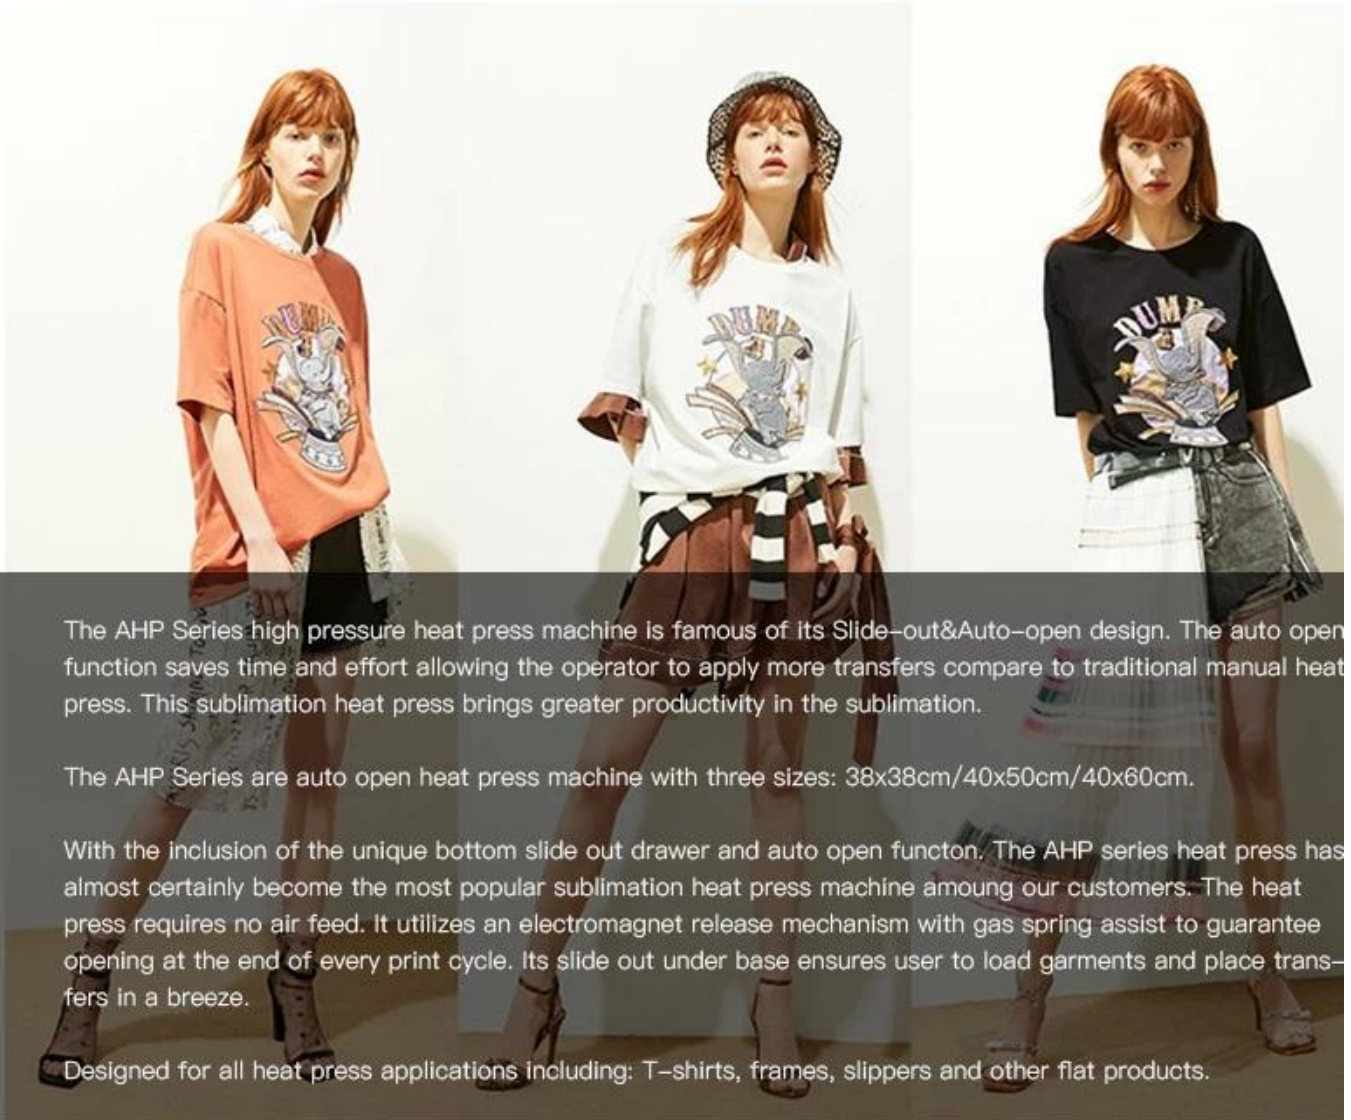 DUMB
DUMB
DUMB
The AHP Series high pressure heat press machine is famous of its Slide-out&Auto-open design. The auto open
function saves time and effort allowing the operator to apply more transfers compare to traditional manual heat
press. This sublimation heat press brings greater productivity in the sublimation.
The AHP Series are auto open heat press machine with three sizes: 38x38cm/40x50cm/40x60cm.
With the inclusion of the unique bottom slide out drawer and auto open functon. The AHP series heat press has
almost certainly become the most popular sublimation heat press machine amoung our customers. The heat
press requires no air feed. It utilizes an electromagnet release mechanism with gas spring assist to guarantee
opening at the end of every print cycle. Its slide out under base ensures user to load garments and place trans-
fers in a breeze.
Designed for all heat press applications including: T-shirts, frames, slippers and other flat products.